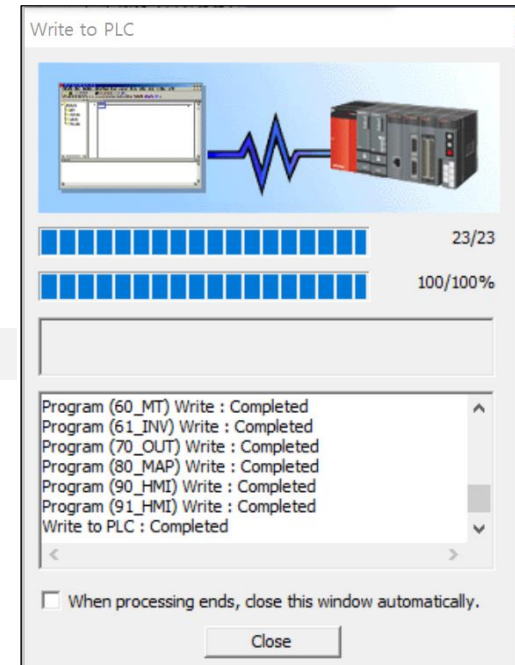 Write to PLC
23/23
100/100%
Program (60_MT) Write : Completed
Program (61_INV) Write : Completed
Program (70_OUT) Write : Completed
Program (80_MAP) Write : Completed
Program (90_HMI) Write : Completed
Program (91_HMI) Write : Completed
Write to PLC : Completed
When processing ends, close this window automatically.
Close